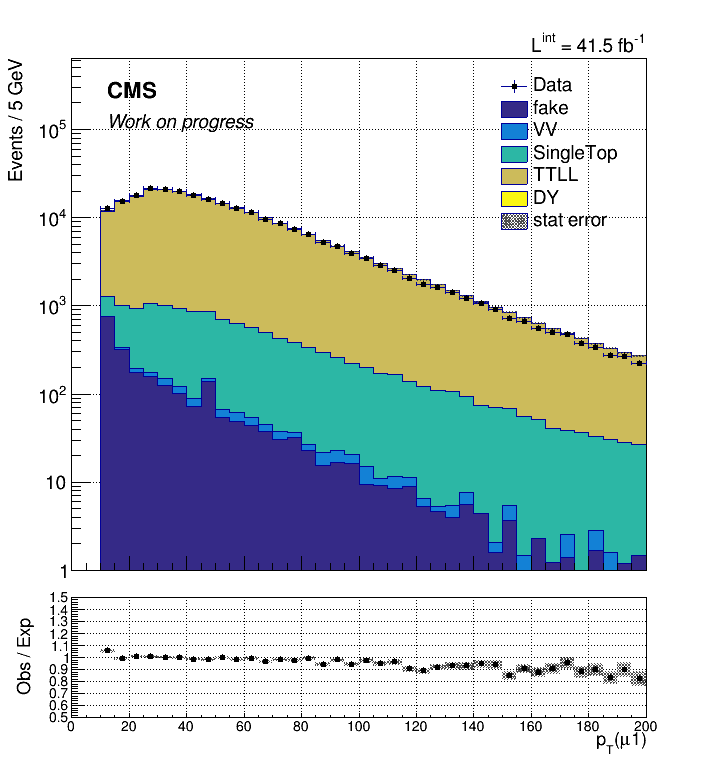 L^int = 41.5 fb^-1
Events / 5 GeV
CMS
Work on progress
Data
fake
VV
SingleTop
TTLL
DY
stat error
10^5
10^4
10^3
10^2
10
1
Obs / Exp
1.5
1.4
1.3
1.2
1.1
1
0.9
0.8
0.7
0.6
0.5
0 20 40 60 80 100 120 140 160 180 200
p_T(μ1)